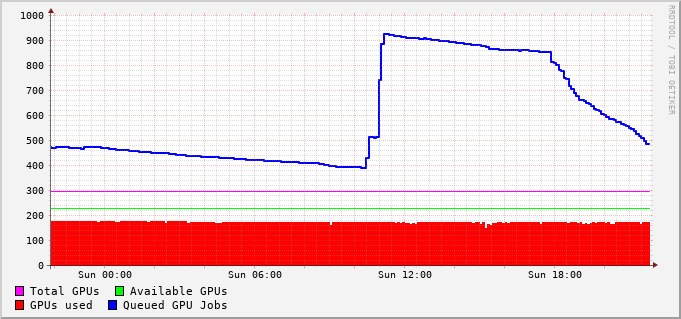 1000
900
800
700
600
500
400
300
200
100
0
Sun 00:00 Sun 06:00 Sun 12:00 Sun 18:00
Total GPUs Available GPUs
GPUs used Queued GPU Jobs
RRDTOOL / TOBI OETIKER